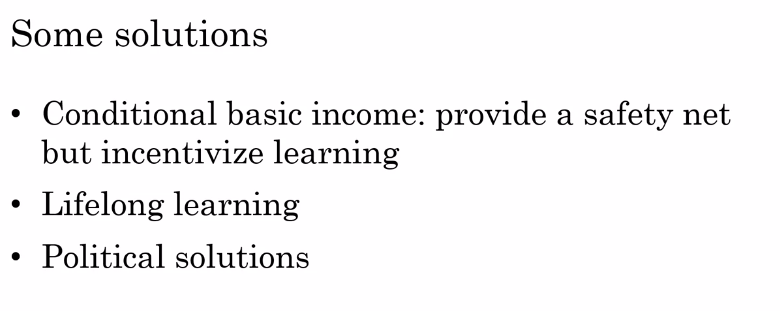 Some solutions
• Conditional basic income: provide a safety net
but incentivize learning
• Lifelong learning
• Political solutions